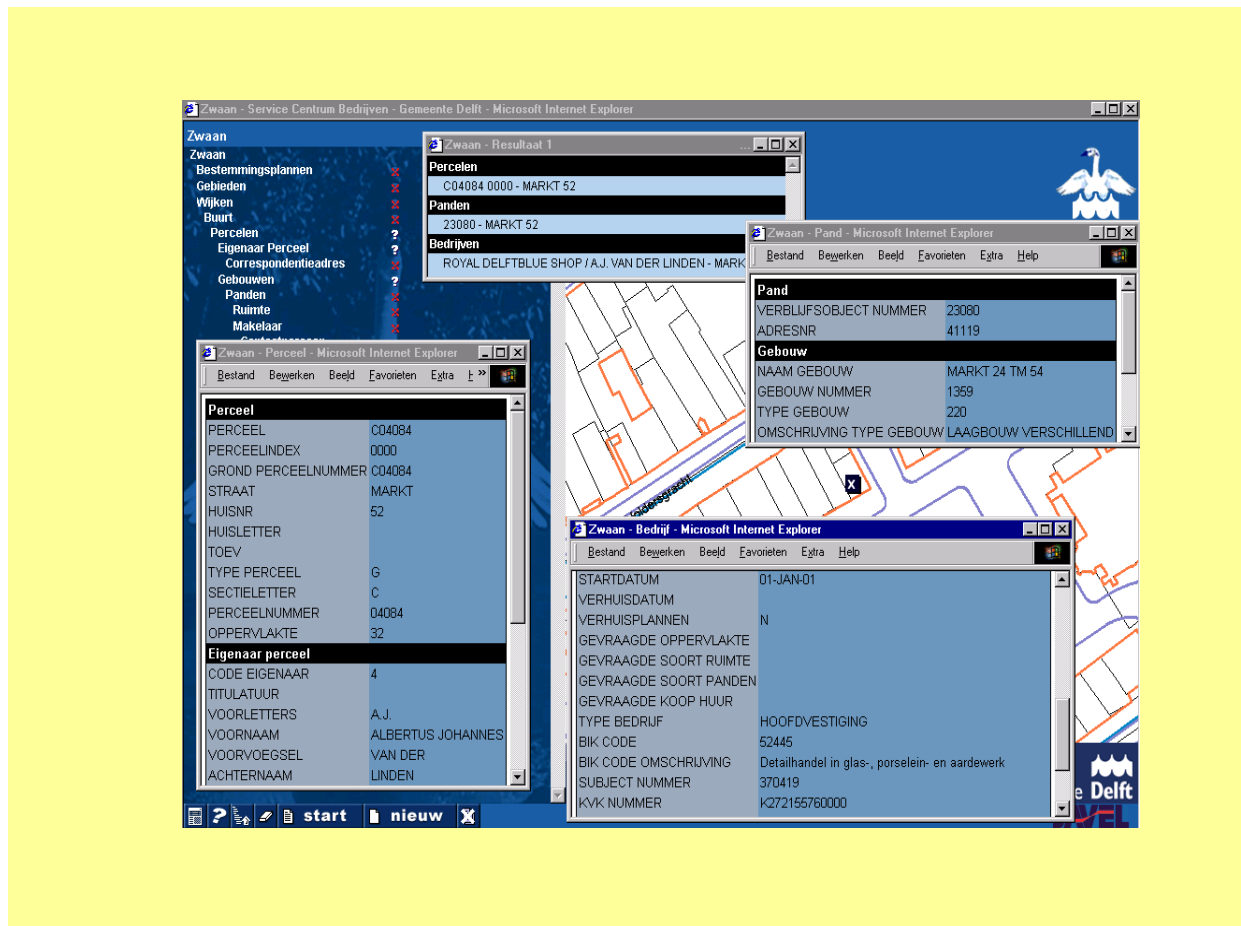 Zwaan - Service Centrum Bedrijven - Gemeente Delft - Microsoft Internet Explorer
Zwaan
Zwaan
Bestemmingsplannen
Gebieden
Wijken
Buurt
Percelen ?
Eigenaar Perceel ?
Correspondentieadres
Gebouwen ?
Panden
Ruimte
Makelaar
Zwaan - Resultaat 1 ...
Percelen
C04084 0000 - MARKT 52
Panden
23080 - MARKT 52
Bedrijven
ROYAL DELFTBLUE SHOP / A.J. VAN DER LINDEN - MARK
Zwaan - Pand - Microsoft Internet Explorer
Bestand Bewerken Beeld Favorieten Extra Help
Pand
VERBLIJFSOBJECT NUMMER 23080
ADRESNR 41119
Gebouw
NAAM GEBOUW MARKT 24 TM 54
GEBOUW NUMMER 1359
TYPE GEBOUW 220
OMSCHRIJVING TYPE GEBOUW LAAGBOUW VERSCHILLEND
Zwaan - Perceel - Microsoft Internet Explorer
Bestand Bewerken Beeld Favorieten Extra H »
Perceel
PERCEEL C04084
PERCEELINDEX 0000
GROND PERCEELNUMMER C04084
STRAAT MARKT
HUISNR 52
HUISLETTER
TOEV
TYPE PERCEEL G
SECTIELETTER C
PERCEELNUMMER 04084
OPPERVLAKTE 32
Eigenaar perceel
CODE EIGENAAR 4
TITULATUUR
VOORLETTERS A.J.
VOORNAAM ALBERTUS JOHANNES
VOORVOEGSEL VAN DER
ACHTERNAAM LINDEN
X
oldersgracht
Zwaan - Bedrijf - Microsoft Internet Explorer
Bestand Bewerken Beeld Favorieten Extra Help
STARTDATUM 01-JAN-01
VERHUISDATUM
VERHUISPLANNEN N
GEVRAAGDE OPPERVLAKTE
GEVRAAGDE SOORT RUIMTE
GEVRAAGDE SOORT PANDEN
GEVRAAGDE KOOP HUUR
TYPE BEDRIJF HOOFDVESTIGING
BIK CODE 52445
BIK CODE OMSCHRIJVING Detailhandel in glas-, porselein- en aardewerk
SUBJECT NUMMER 370419
KVK NUMMER K272155760000
e Delft
? start nieuw